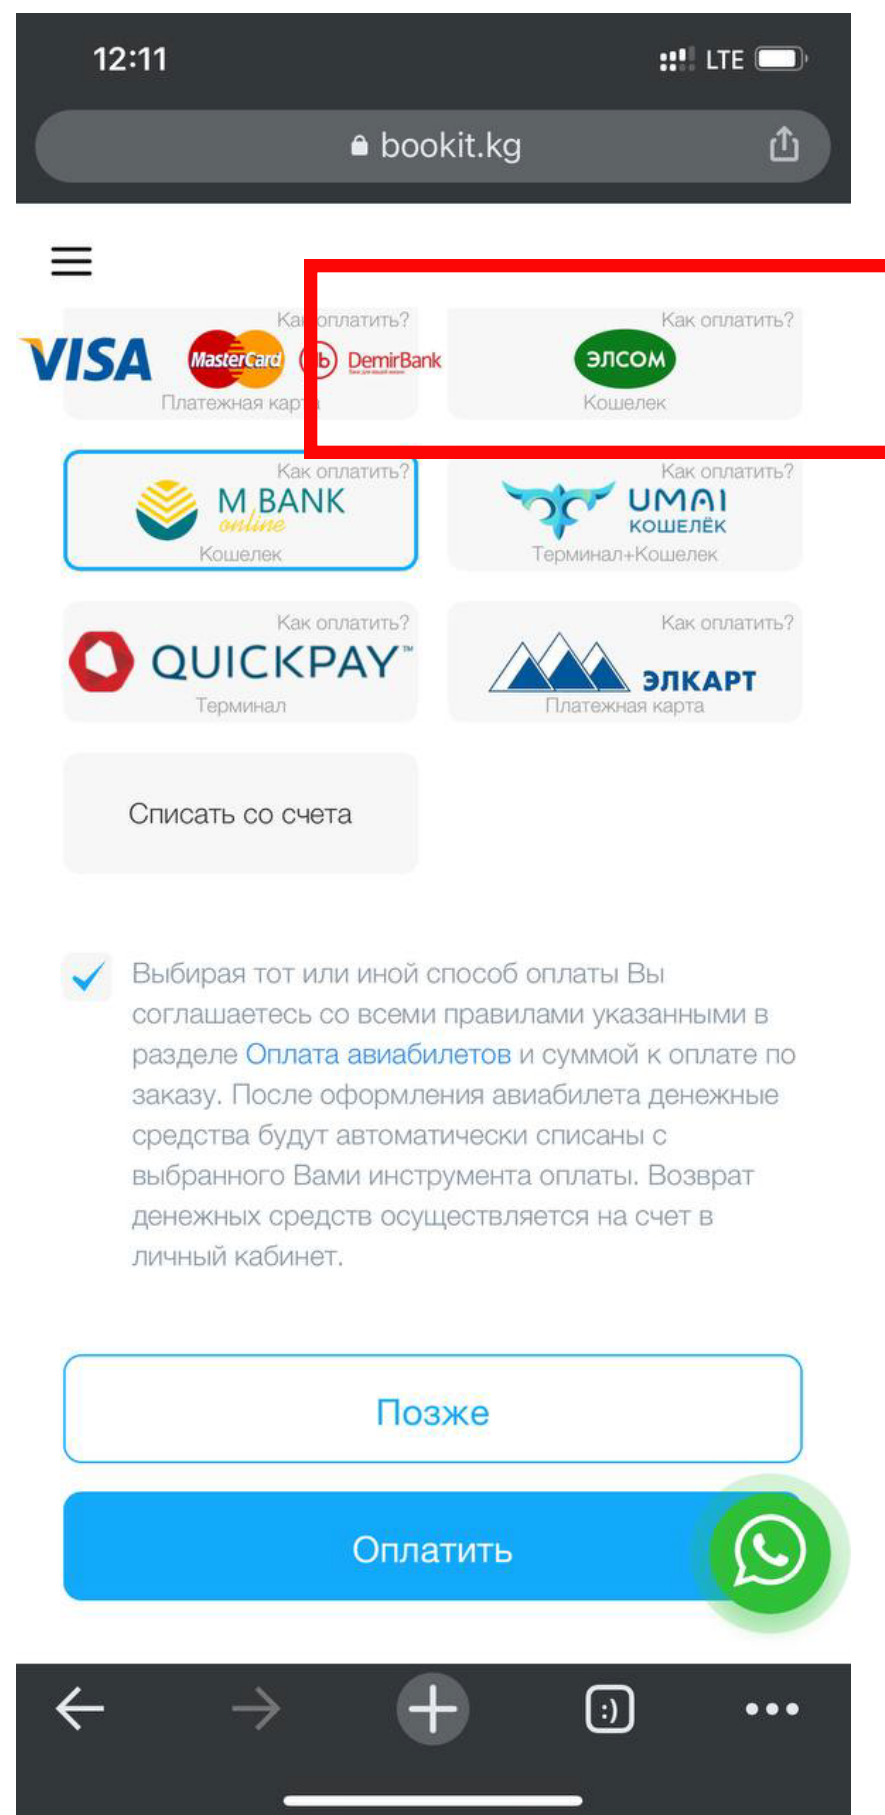 12:11
LTE
bookit.kg
Как оплатить?
Как оплатить?
VISA
MasterCard
DemirBank
ЭЛСОМ
Платежная карта
Кошелек
Как оплатить?
Как оплатить?
M BANK
online
UMAI
КОШЕЛЁК
Кошелек
Терминал+Кошелек
Как оплатить?
Как оплатить?
QUICKPAY™
ЭЛКАРТ
Терминал
Платежная карта
Списать со счета
Выбирая тот или иной способ оплаты Вы
соглашаетесь со всеми правилами указанными в
разделе Оплата авиабилетов и суммой к оплате по
заказу. После оформления авиабилета денежные
средства будут автоматически списаны с
выбранного Вами инструмента оплаты. Возврат
денежных средств осуществляется на счет в
личный кабинет.
Позже
Оплатить
:)